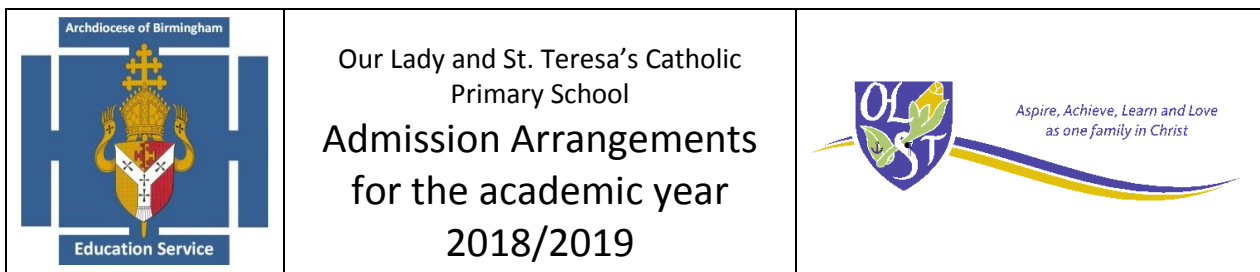 Archdiocese of Birmingham
Education Service
Our Lady and St. Teresa’s Catholic
Primary School
Admission Arrangements
for the academic year
2018/2019
OL
ST
Aspire, Achieve, Learn and Love
as one family in Christ